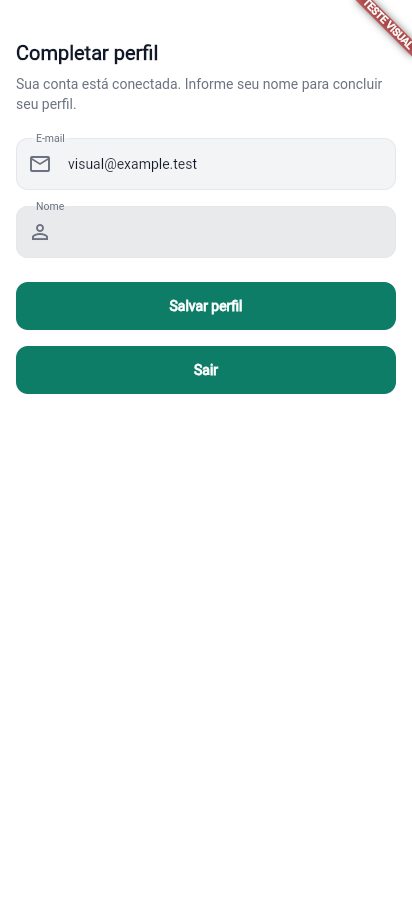 TESTE VISUAL
Completar perfil
Sua conta está conectada. Informe seu nome para concluir
seu perfil.
E-mail
visual@example.test
Nome
Salvar perfil
Sair